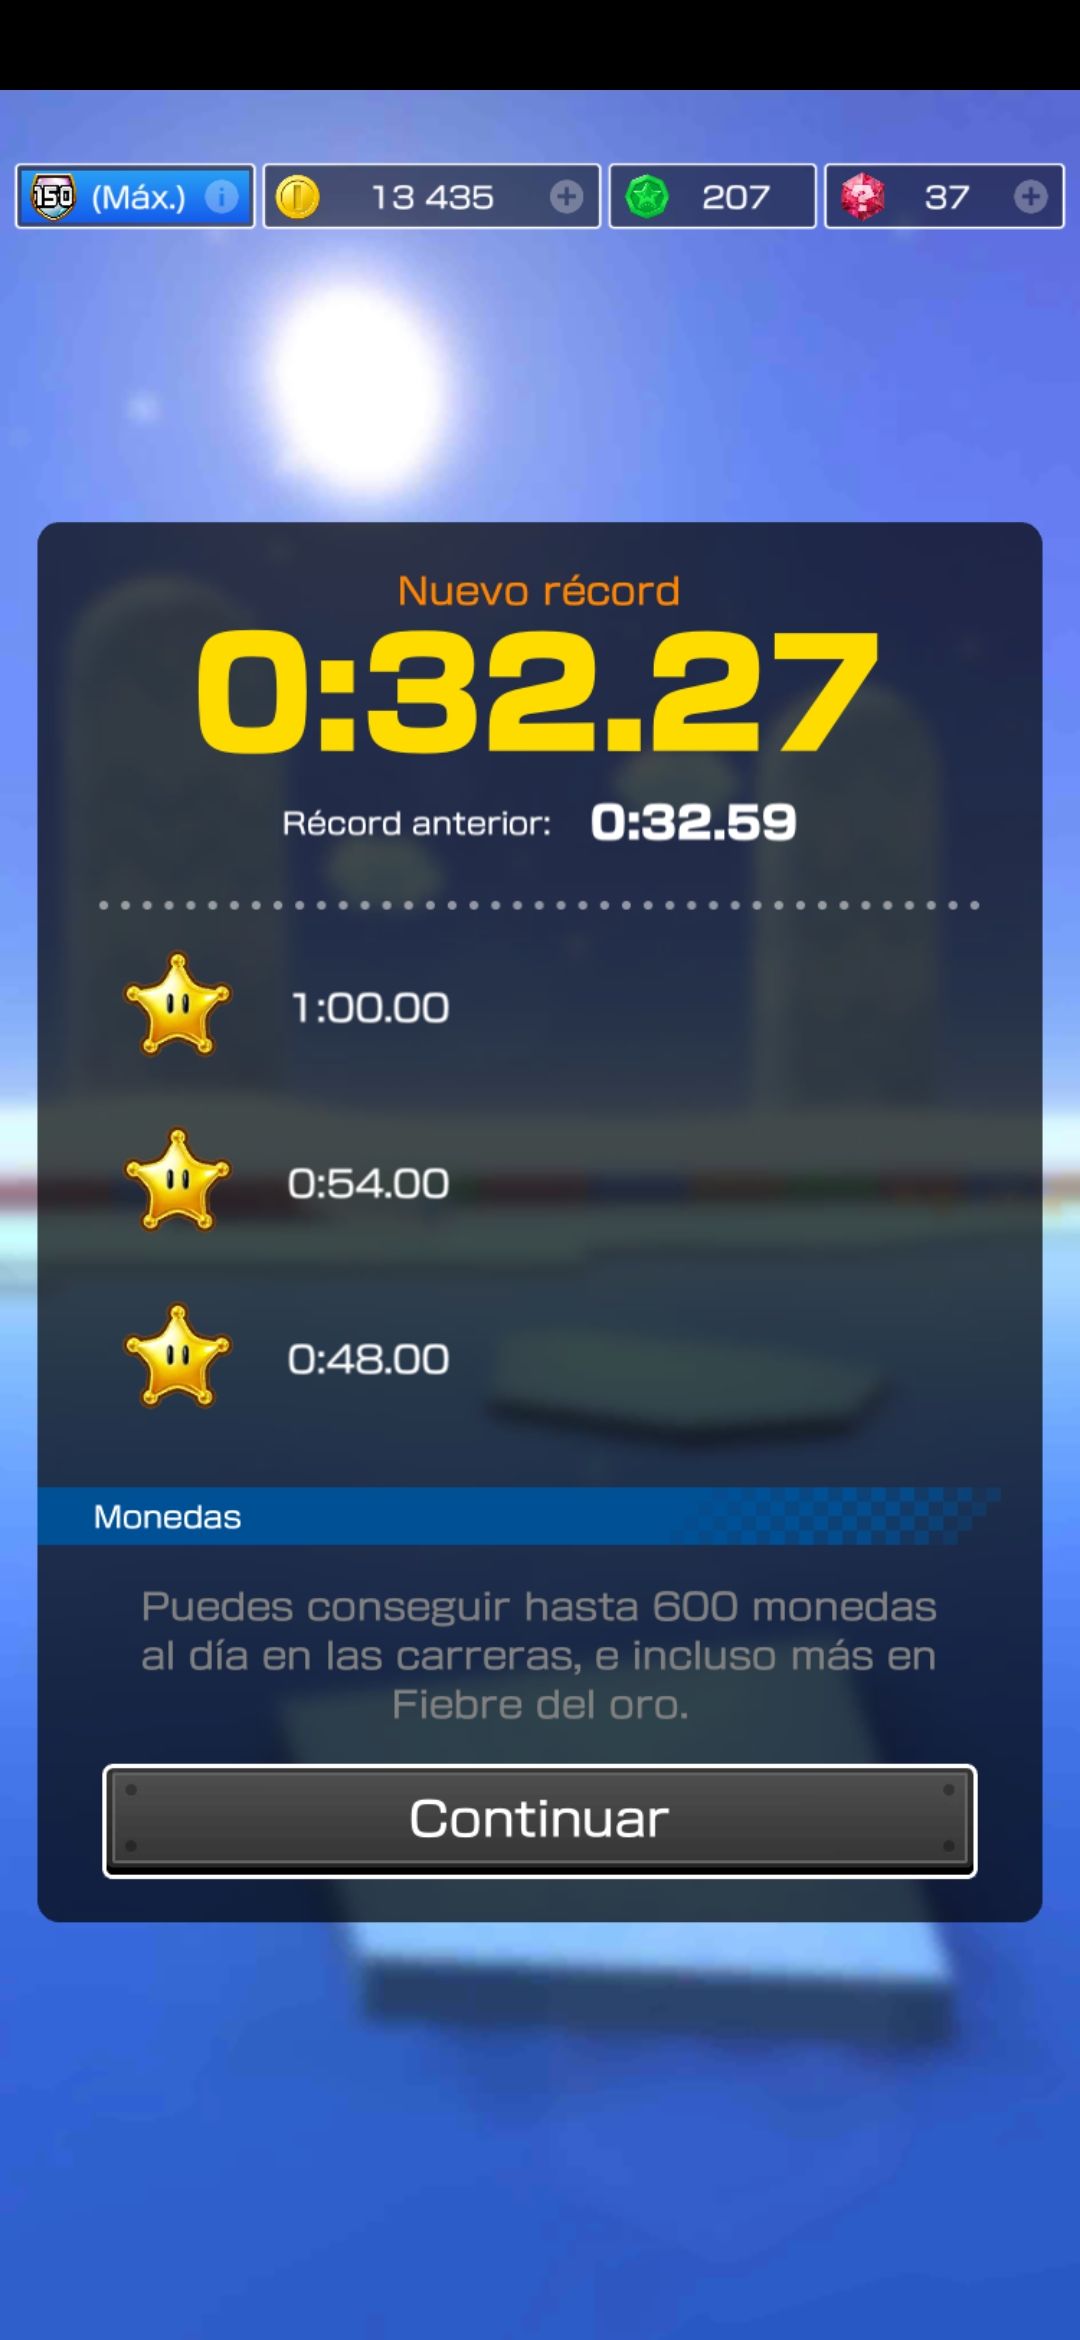 150 (Máx.) i 13 435 + 207 ? 37 +
Nuevo récord
0:32.27
Récord anterior: 0:32.59
1:00.00
0:54.00
0:48.00
Monedas
Puedes conseguir hasta 600 monedas
al día en las carreras, e incluso más en
Fiebre del oro.
Continuar